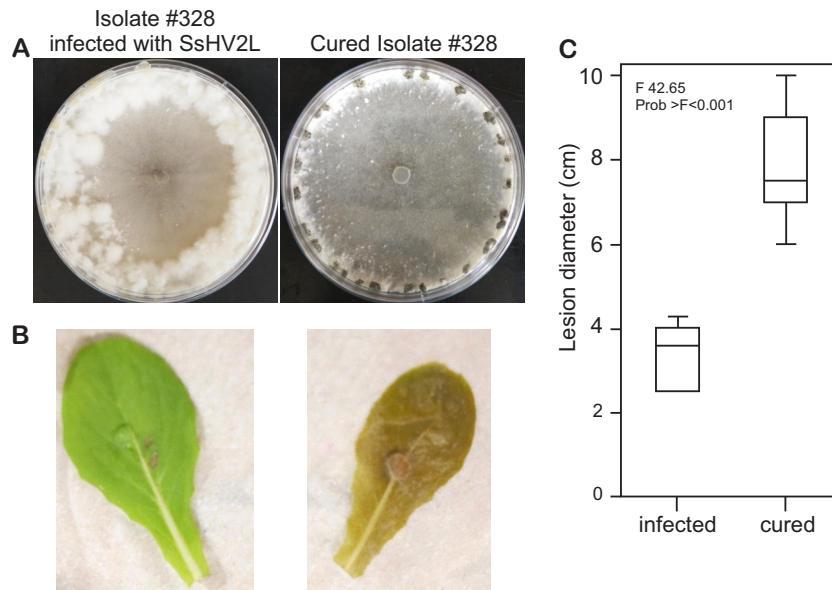 A
Isolate #328
infected with SsHV2L
Cured Isolate #328
B
C
F 42.65
Prob >F<0.001
Lesion diameter (cm)
10
8
6
4
2
0
infected
cured